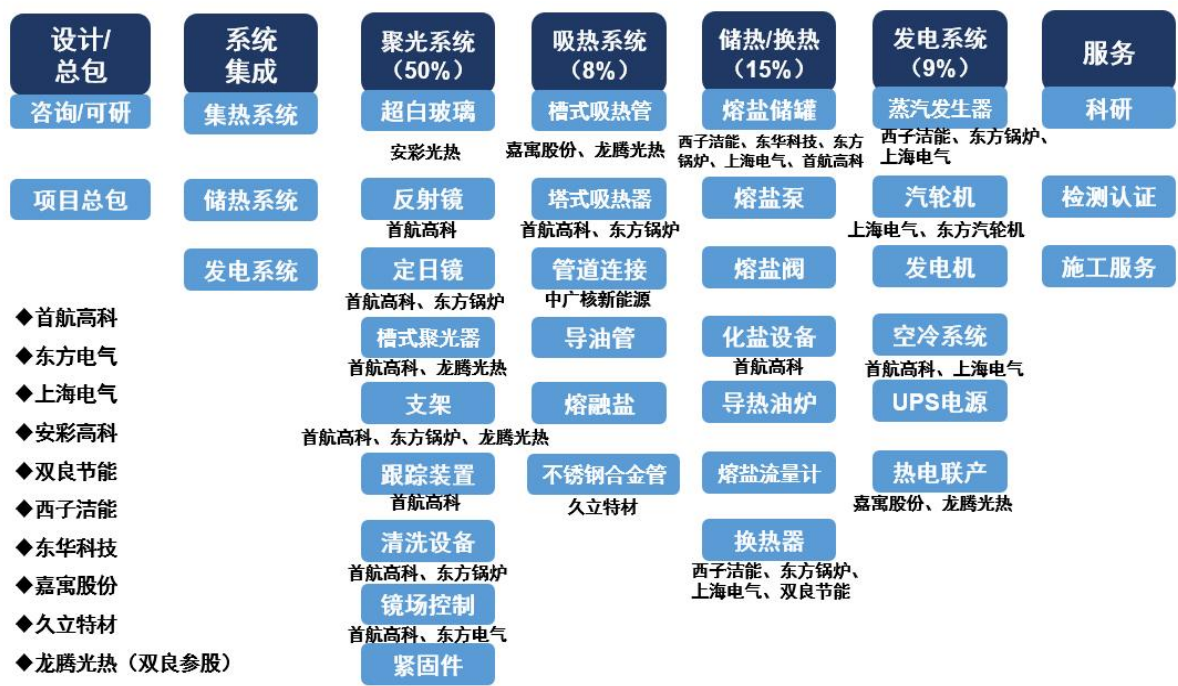 设计/
总包
咨询/可研
项目总包
◆首航高科
◆东方电气
◆上海电气
◆安彩高科
◆双良节能
◆西子洁能
◆东华科技
◆嘉寓股份
◆久立特材
◆龙腾光热（双良参股）
系统
集成
集热系统
储热系统
发电系统
聚光系统
（50%）
超白玻璃
安彩光热
反射镜
首航高科
定日镜
首航高科、东方锅炉
槽式聚光器
首航高科、龙腾光热
支架
首航高科、东方锅炉、龙腾光热
跟踪装置
首航高科
清洗设备
首航高科、东方锅炉
镜场控制
首航高科、东方电气
紧固件
吸热系统
（8%）
槽式吸热管
嘉寓股份、龙腾光热
塔式吸热器
首航高科、东方锅炉
管道连接
中广核新能源
导油管
熔融盐
不锈钢合金管
久立特材
储热/换热
（15%）
熔盐储罐
西子洁能、东华科技、东方
锅炉、上海电气、首航高科
熔盐泵
熔盐阀
化盐设备
首航高科
导热油炉
熔盐流量计
换热器
西子洁能、东方锅炉、
上海电气、双良节能
发电系统
（9%）
蒸汽发生器
西子洁能、东方锅炉、
上海电气
汽轮机
上海电气、东方汽轮机
发电机
空冷系统
首航高科、上海电气
UPS电源
热电联产
嘉寓股份、龙腾光热
服务
科研
检测认证
施工服务